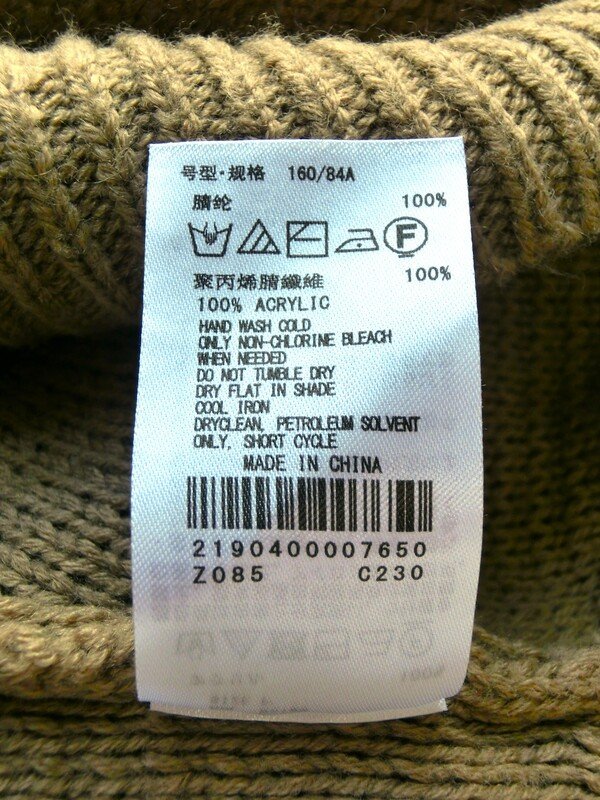 号型·规格 160/84A
腈纶 100%
F
聚丙烯腈纖維 100%
100% ACRYLIC
HAND WASH COLD
ONLY NON-CHLORINE BLEACH
WHEN NEEDED
DO NOT TUMBLE DRY
DRY FLAT IN SHADE
COOL IRON
DRYCLEAN, PETROLEUM SOLVENT
ONLY, SHORT CYCLE
MADE IN CHINA
2190400007650
Z085 C230